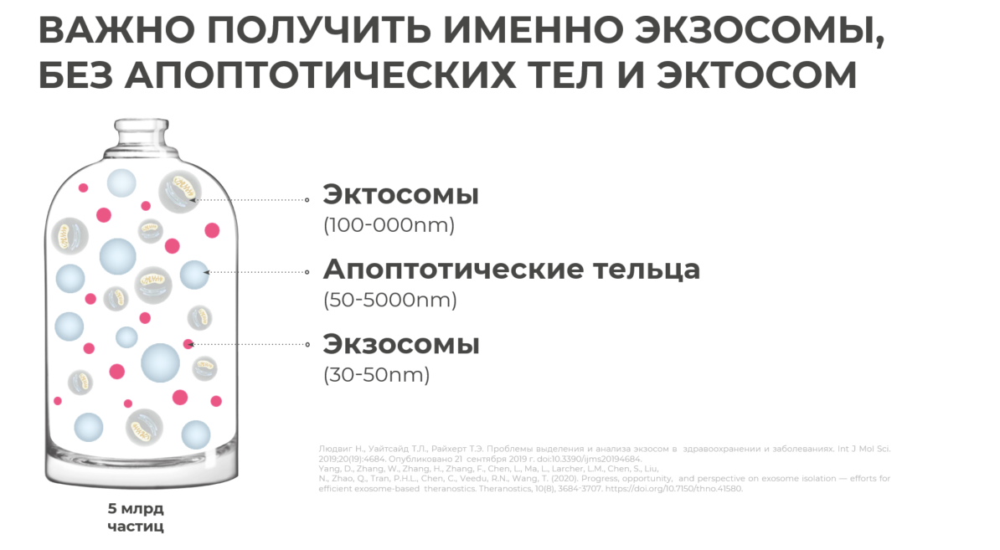 ВАЖНО ПОЛУЧИТЬ ИМЕННО ЭКЗОСОМЫ,
БЕЗ АПОПТОТИЧЕСКИХ ТЕЛ И ЭКТОСОМ
Эктосомы
(100-000nm)
Апоптотические тельца
(50-5000nm)
Экзосомы
(30-50nm)
Людвиг Н., Уайтсайд Т.Л., Райхерт Т.Э. Проблемы выделения и анализа экзосом в здравоохранении и заболеваниях. Int J Mol Sci.
2019;20(19):4684. Опубликовано 21 сентября 2019 г. doi:10.3390/ijms20194684.
Yang, D., Zhang, W., Zhang, H., Zhang, F., Chen, L., Ma, L., Larcher, L.M., Chen, S., Liu,
N., Zhao, Q., Tran, P.H.L., Chen, C., Veedu, R.N., Wang, T. (2020). Progress, opportunity, and perspective on exosome isolation — efforts for
efficient exosome-based theranostics. Theranostics, 10(8), 3684-3707. https://doi.org/10.7150/thno.41580.
5 млрд
частиц